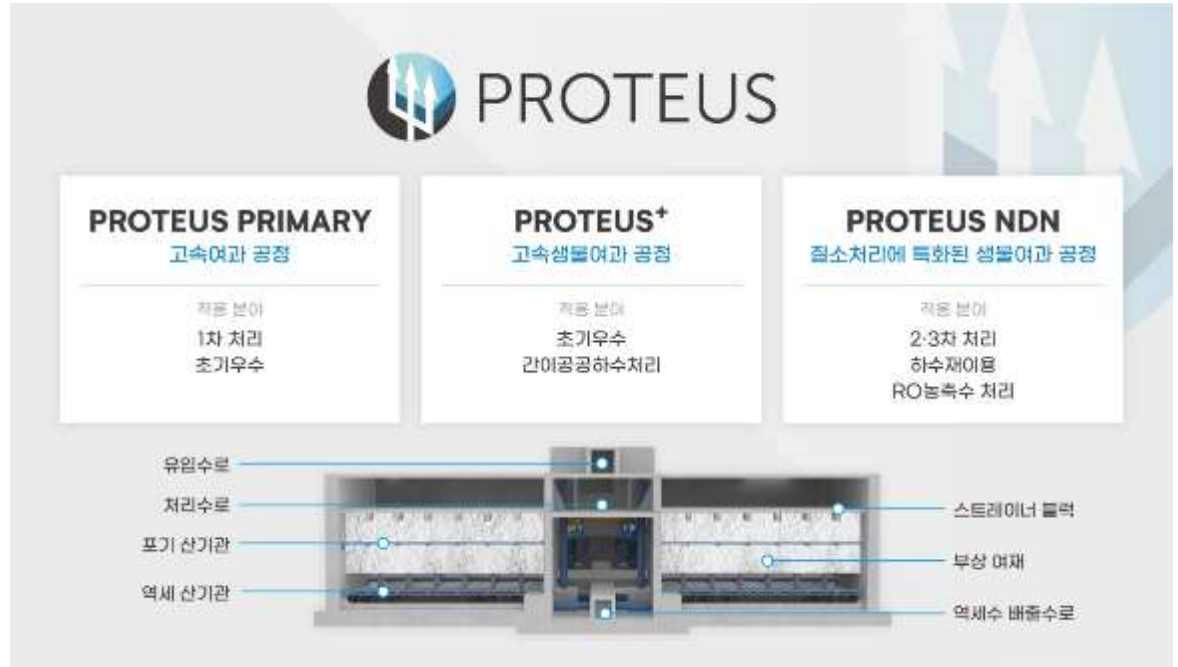 PROTEUS
PROTEUS PRIMARY
고속여과 공정
적용 분야
1차 처리
초기우수
PROTEUS+
고속생물여과 공정
적용 분야
초기우수
간이공공하수처리
PROTEUS NDN
질소처리에 특화된 생물여과 공정
적용 분야
2·3차 처리
하수재이용
RO농축수 처리
유입수로
처리수로
포기 산기관
역세 산기관
스트레이너 블럭
부상 여재
역세수 배출수로